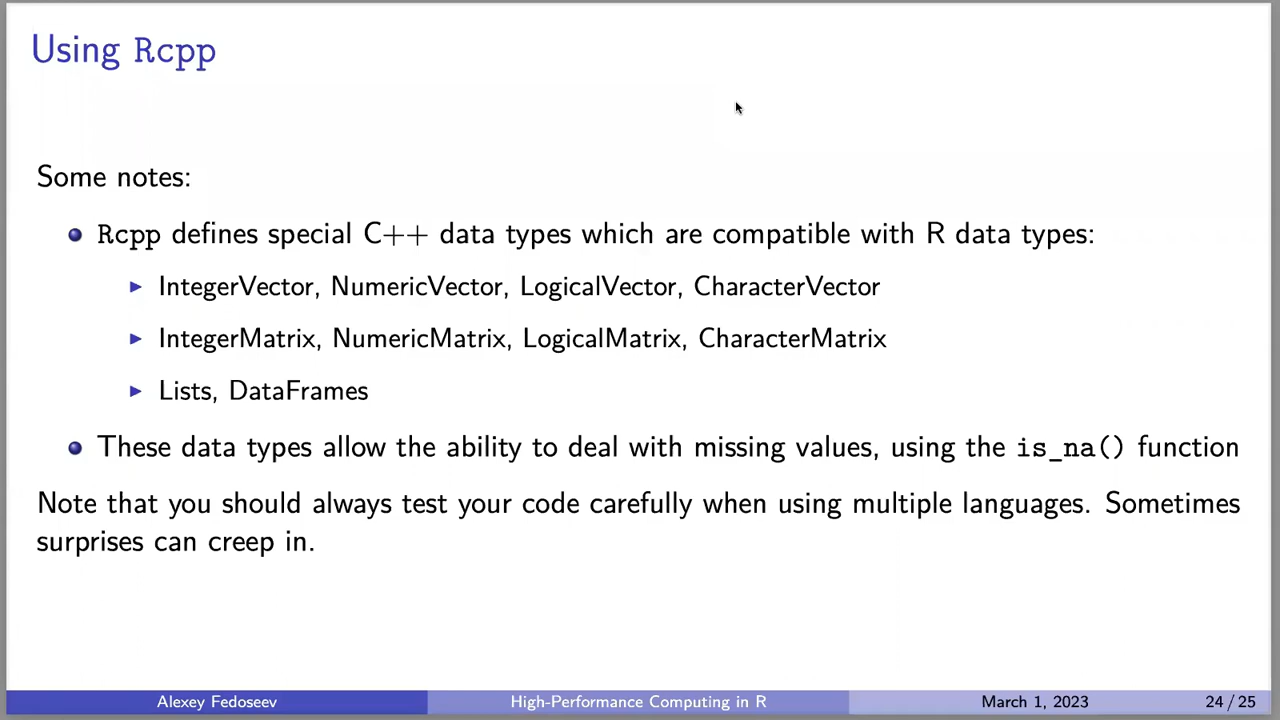 Using Rcpp
Some notes:
Rcpp defines special C++ data types which are compatible with R data types:
IntegerVector, NumericVector, LogicalVector, CharacterVector
IntegerMatrix, NumericMatrix, LogicalMatrix, CharacterMatrix
Lists, DataFrames
These data types allow the ability to deal with missing values, using the is_na() function
Note that you should always test your code carefully when using multiple languages. Sometimes
surprises can creep in.
Alexey Fedoseev
High-Performance Computing in R
March 1, 2023
24 / 25